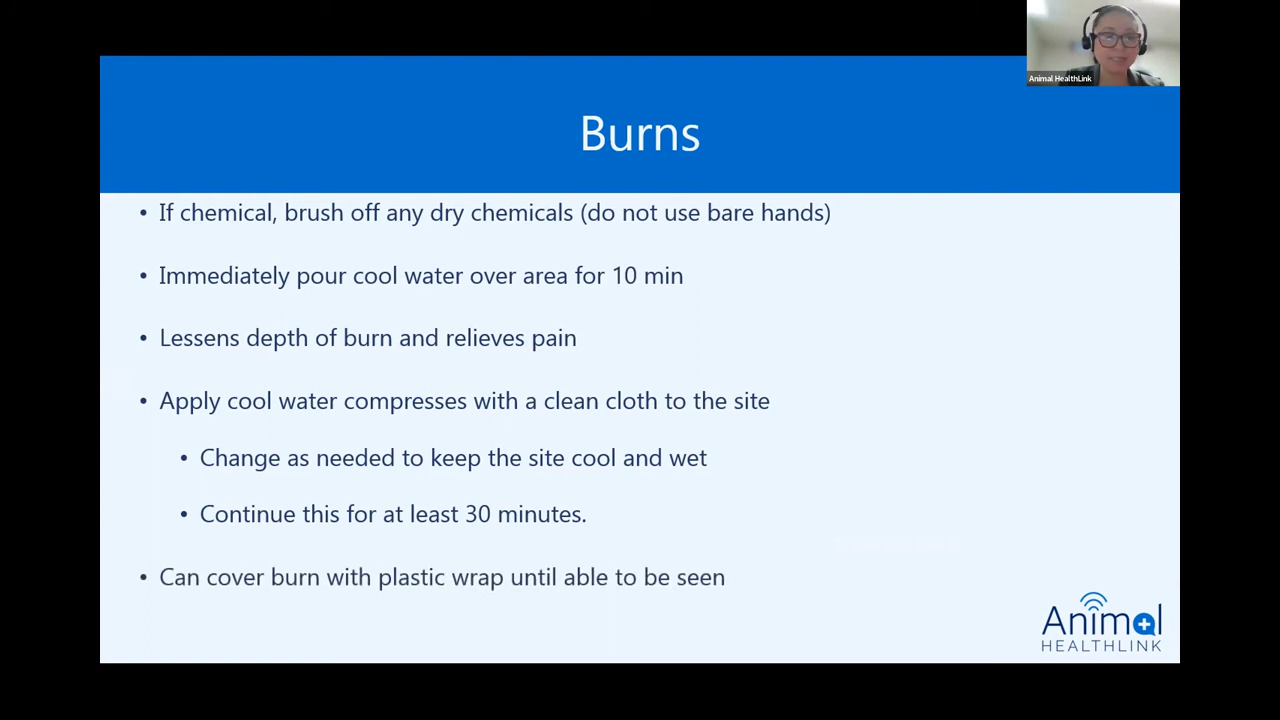 Animal HealthLink
Burns
• If chemical, brush off any dry chemicals (do not use bare hands)
• Immediately pour cool water over area for 10 min
• Lessens depth of burn and relieves pain
• Apply cool water compresses with a clean cloth to the site
• Change as needed to keep the site cool and wet
• Continue this for at least 30 minutes.
• Can cover burn with plastic wrap until able to be seen
Animal
HEALTHLINK